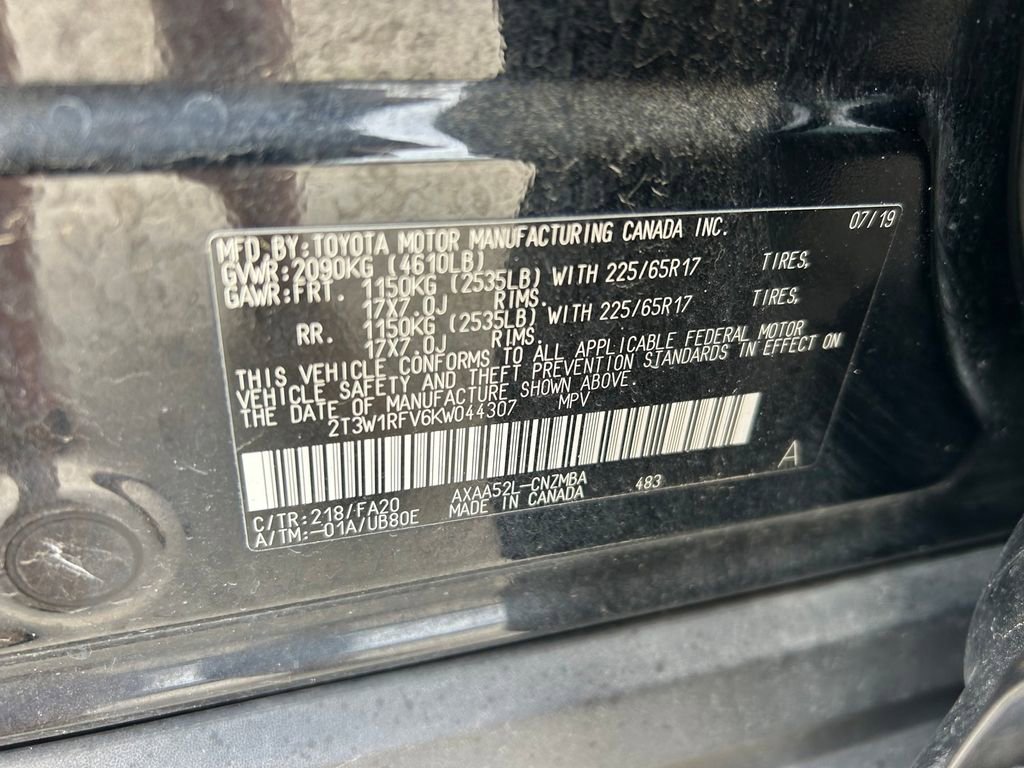 MFD. BY: TOYOTA MOTOR MANUFACTURING CANADA INC. 07/19
GVWR: 2090KG (4610LB)
GAWR: FRT. 1150KG (2535LB) WITH 225/65R17 TIRES,
17X7.0J RIMS.
RR. 1150KG (2535LB) WITH 225/65R17 TIRES,
17X7.0J RIMS.
THIS VEHICLE CONFORMS TO ALL APPLICABLE FEDERAL MOTOR
VEHICLE SAFETY AND THEFT PREVENTION STANDARDS IN EFFECT ON
THE DATE OF MANUFACTURE SHOWN ABOVE.
2T3W1RFV6KW044307 MPV
A
C/TR: 218/FA20 AXAA52L-CNZMBA 483
A/TM: -01A/UB80E MADE IN CANADA